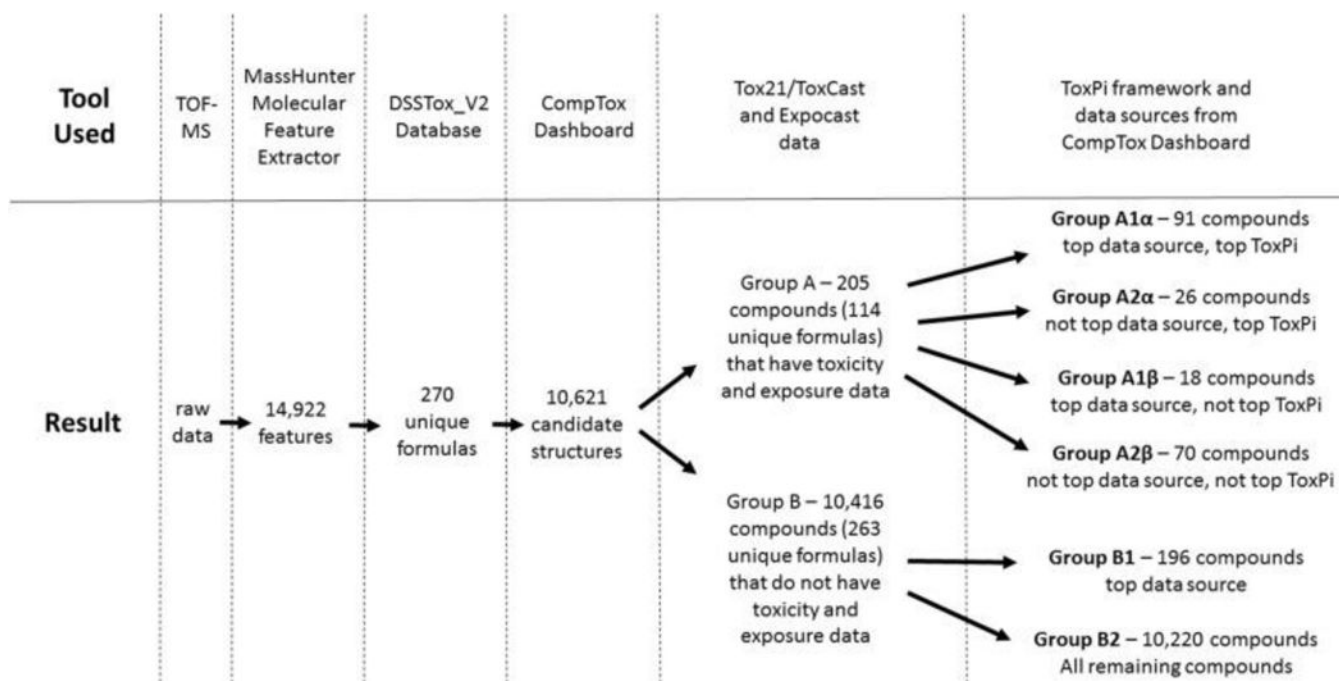 Tool
Used
TOF-
MS
MassHunter
Molecular
Feature
Extractor
DSSTox_V2
Database
CompTox
Dashboard
Tox21/ToxCast
and Expocast
data
ToxPi framework and
data sources from
CompTox Dashboard
Result
raw
data
14,922
features
270
unique
formulas
10,621
candidate
structures
Group A – 205
compounds (114
unique formulas)
that have toxicity
and exposure data
Group B – 10,416
compounds (263
unique formulas)
that do not have
toxicity and
exposure data
Group A1α – 91 compounds
top data source, top ToxPi
Group A2α – 26 compounds
not top data source, top ToxPi
Group A1β – 18 compounds
top data source, not top ToxPi
Group A2β – 70 compounds
not top data source, not top ToxPi
Group B1 – 196 compounds
top data source
Group B2 – 10,220 compounds
All remaining compounds